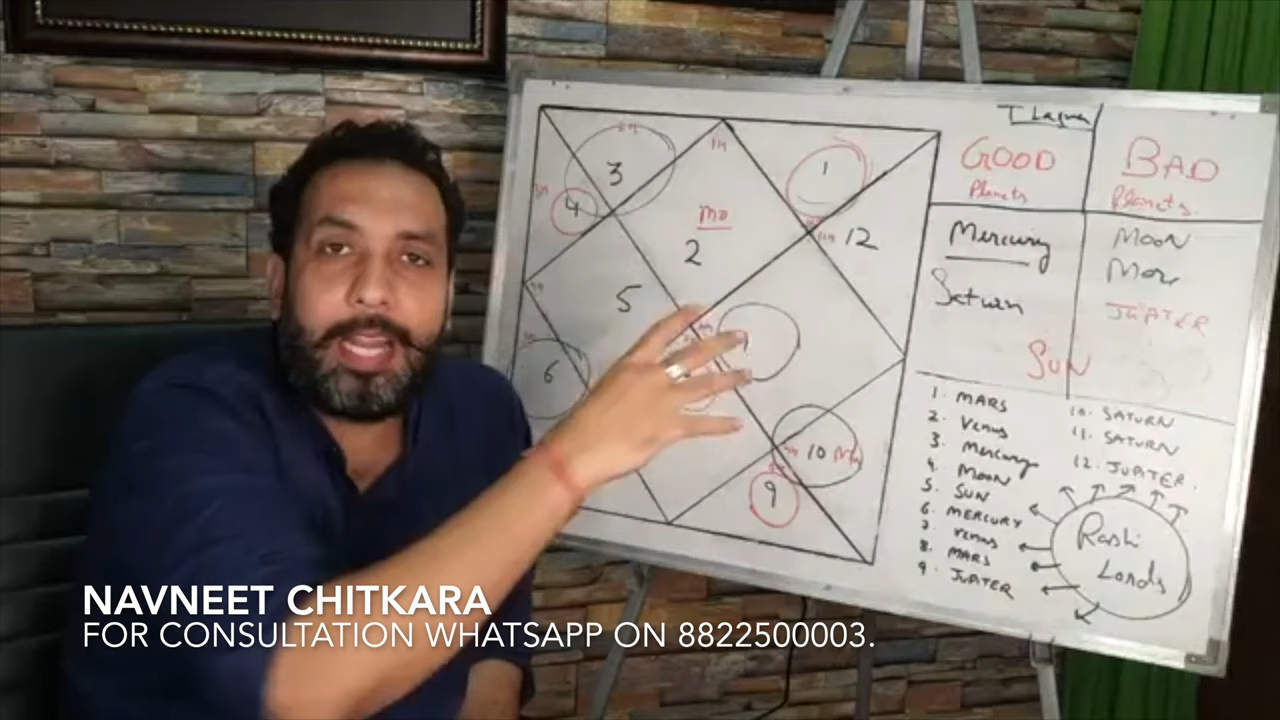 T Lagna
GOOD
Planets
BAD
Planets.
Mercury
Saturn
MOON
JUPITER
SUN
3
4
1
12
mo
2
5
6
10
9
1. MARS
2. Venus
3. Mercury
4. MOON
5. SUN
6. MERCURY
7. Venus
8. MARS
9. JUPITER
10. SATURN
11. SATURN
12. JUPITER.
Rashi
Lords
NAVNEET CHITKARA
FOR CONSULTATION WHATSAPP ON 8822500003.